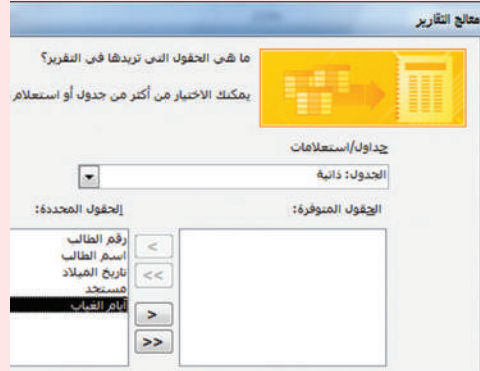 معالج التقارير
ما هي الحقول التي تريدها في التقرير؟
يمكنك الاختيار من أكثر من جدول أو استعلام.
جداول/استعلامات
الجدول: ذاتية
الحقول المتوفرة:
الحقول المحددة:
رقم الطالب
اسم الطالب
تاريخ الميلاد
مستجد
أيام الغياب
<
<<
>
>>